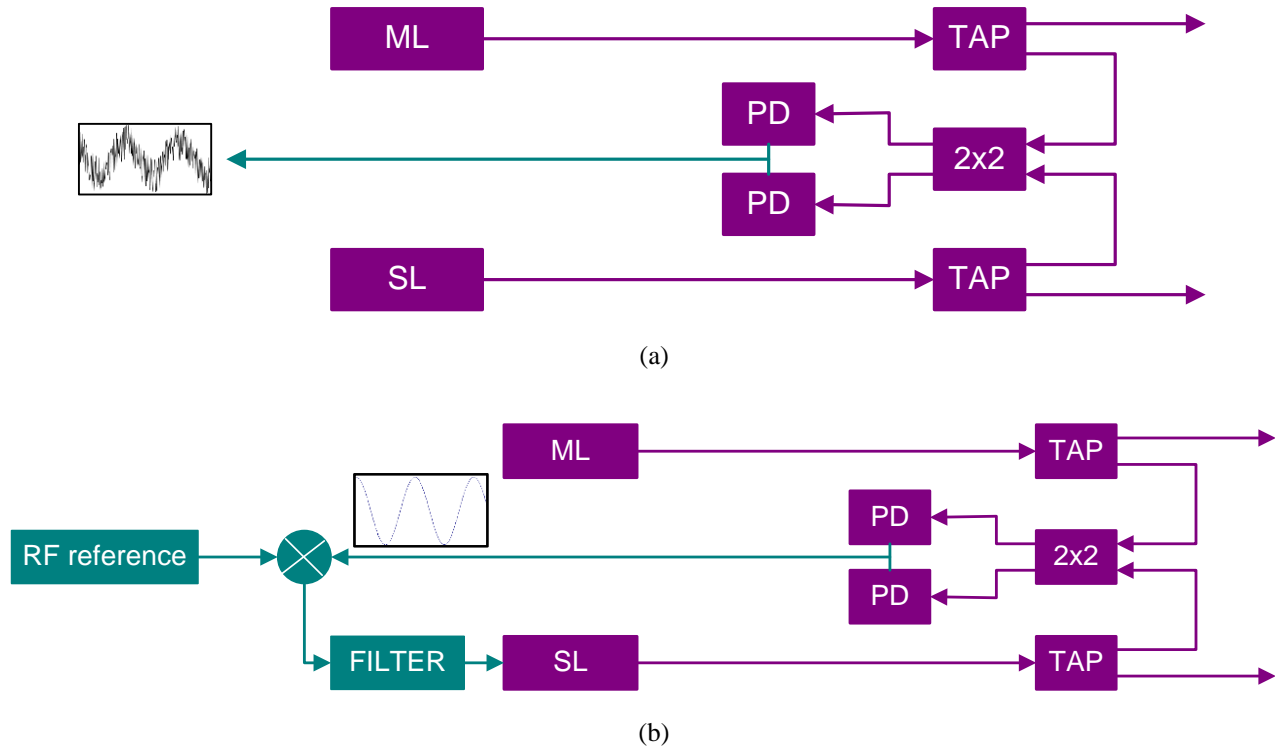 ML
TAP
PD
2x2
PD
SL
TAP
(a)
ML
TAP
PD
RF reference
2x2
PD
FILTER
SL
TAP
(b)